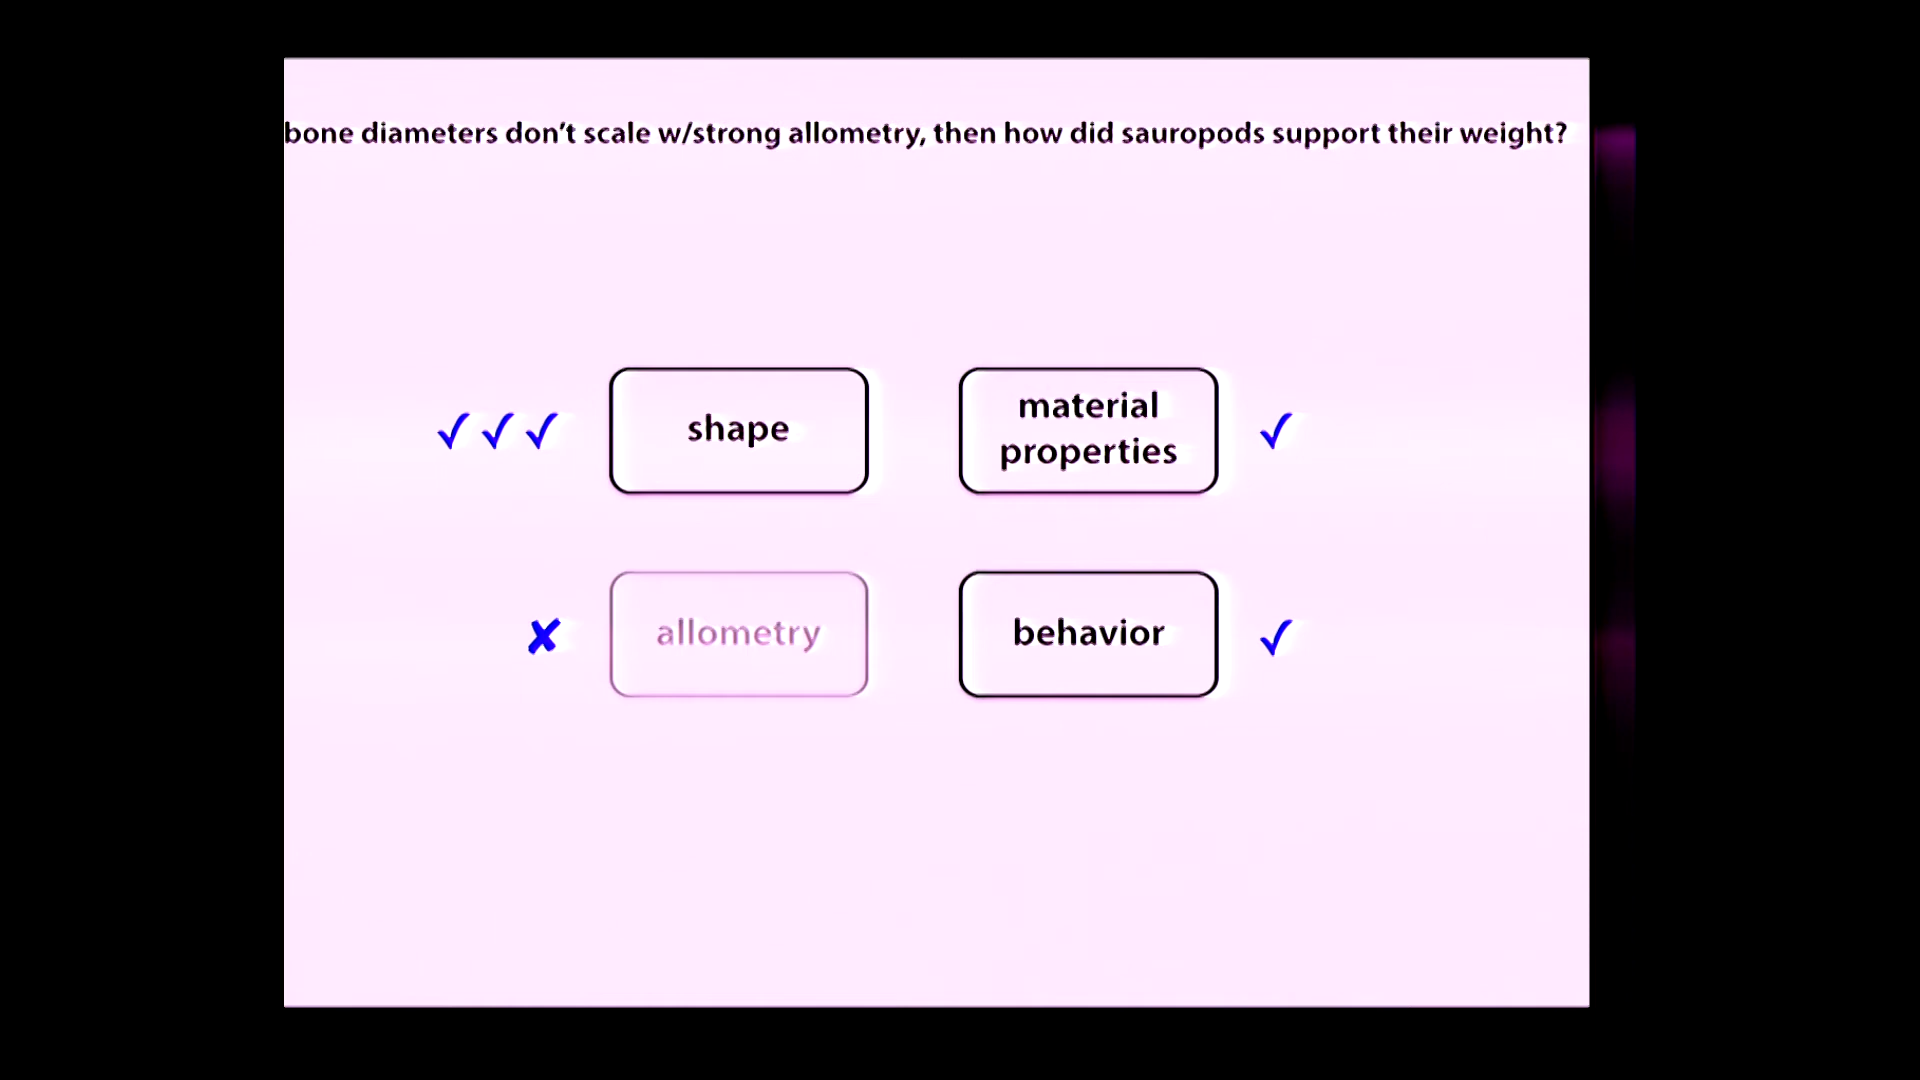 bone diameters don't scale w/strong allometry, then how did sauropods support their weight?
✓ ✓ ✓ shape
material
properties ✓
✘ allometry
behavior ✓